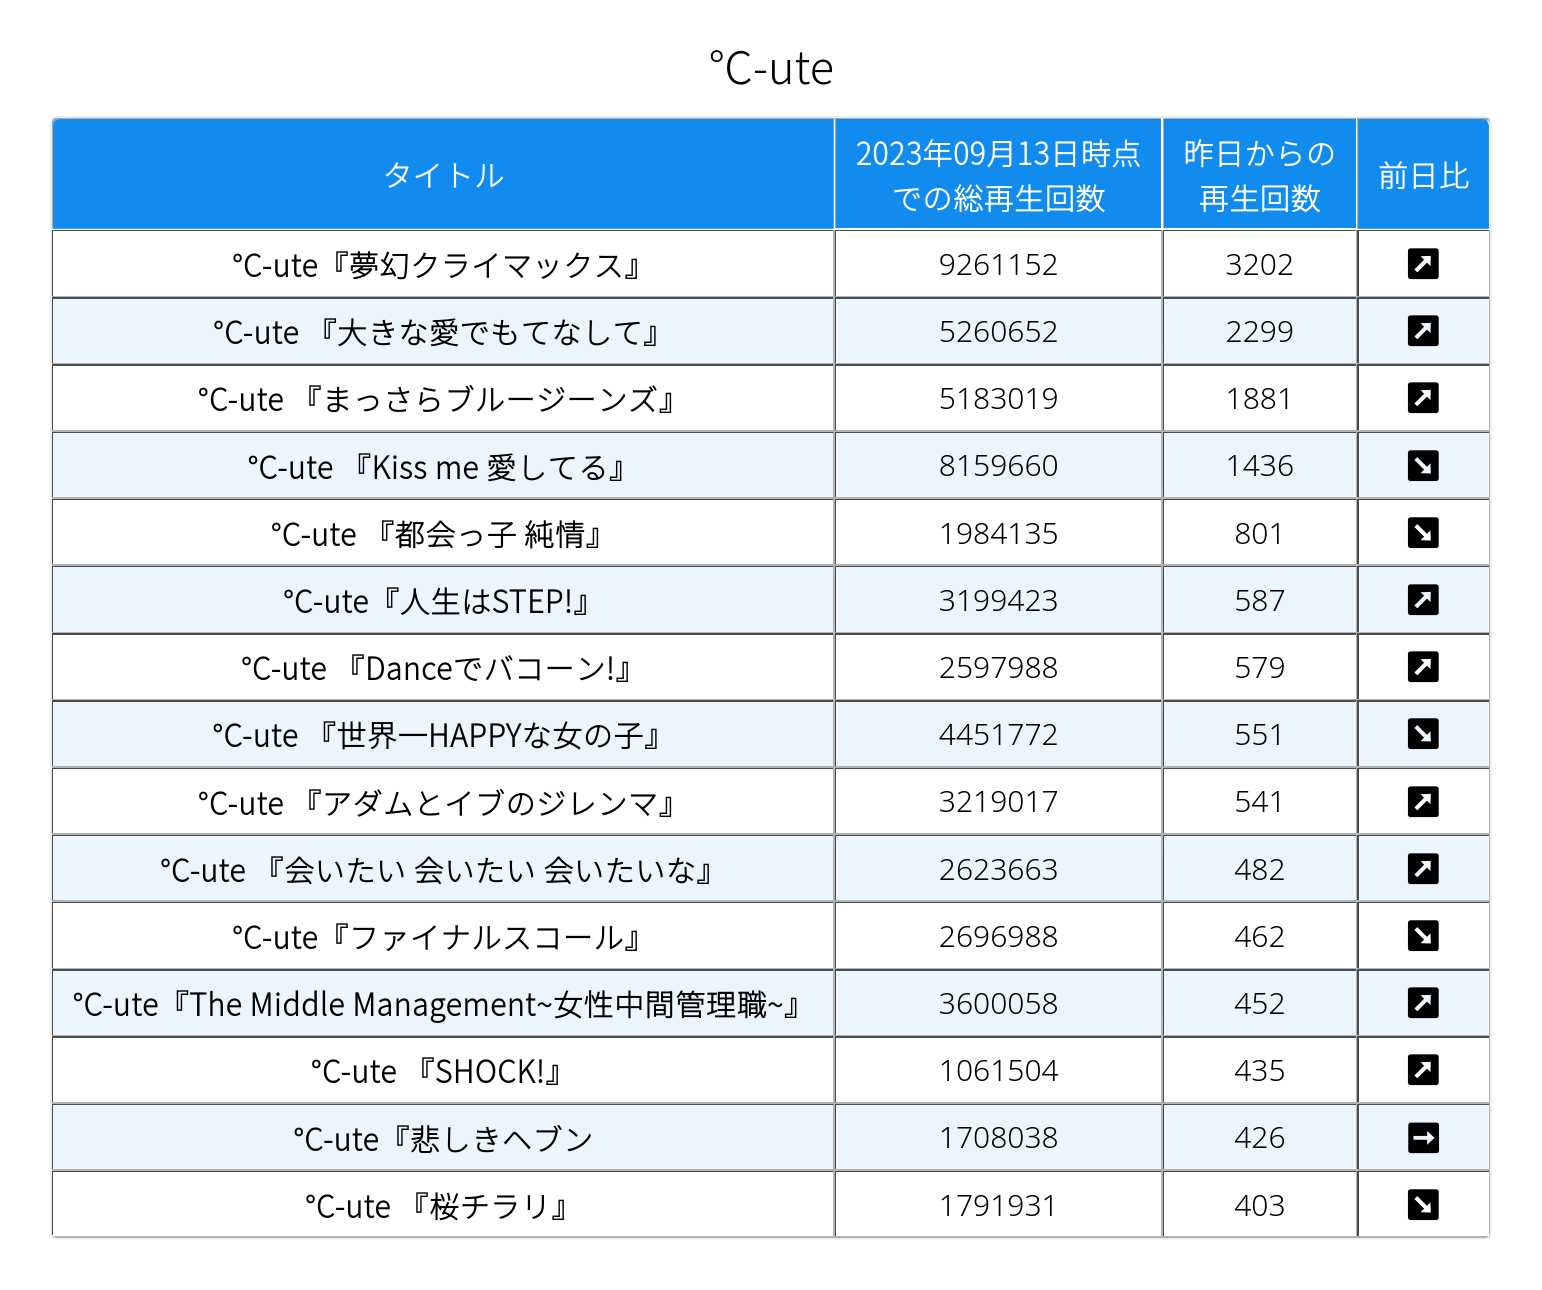 ℃-ute
タイトル
2023年09月13日時点
での総再生回数
昨日からの
再生回数
前日比
℃-ute『夢幻クライマックス』 9261152 3202 ↗
℃-ute 『大きな愛でもてなして』 5260652 2299 ↗
℃-ute 『まっさらブルージーンズ』 5183019 1881 ↗
℃-ute 『Kiss me 愛してる』 8159660 1436 ↘
℃-ute 『都会っ子 純情』 1984135 801 ↘
℃-ute『人生はSTEP!』 3199423 587 ↗
℃-ute 『Danceでバコーン!』 2597988 579 ↗
℃-ute 『世界一HAPPYな女の子』 4451772 551 ↘
℃-ute 『アダムとイブのジレンマ』 3219017 541 ↗
℃-ute 『会いたい 会いたい 会いたいな』 2623663 482 ↗
℃-ute『ファイナルスコール』 2696988 462 ↘
℃-ute『The Middle Management~女性中間管理職~』 3600058 452 ↗
℃-ute 『SHOCK!』 1061504 435 ↗
℃-ute『悲しきヘブン 1708038 426 →
℃-ute 『桜チラリ』 1791931 403 ↘